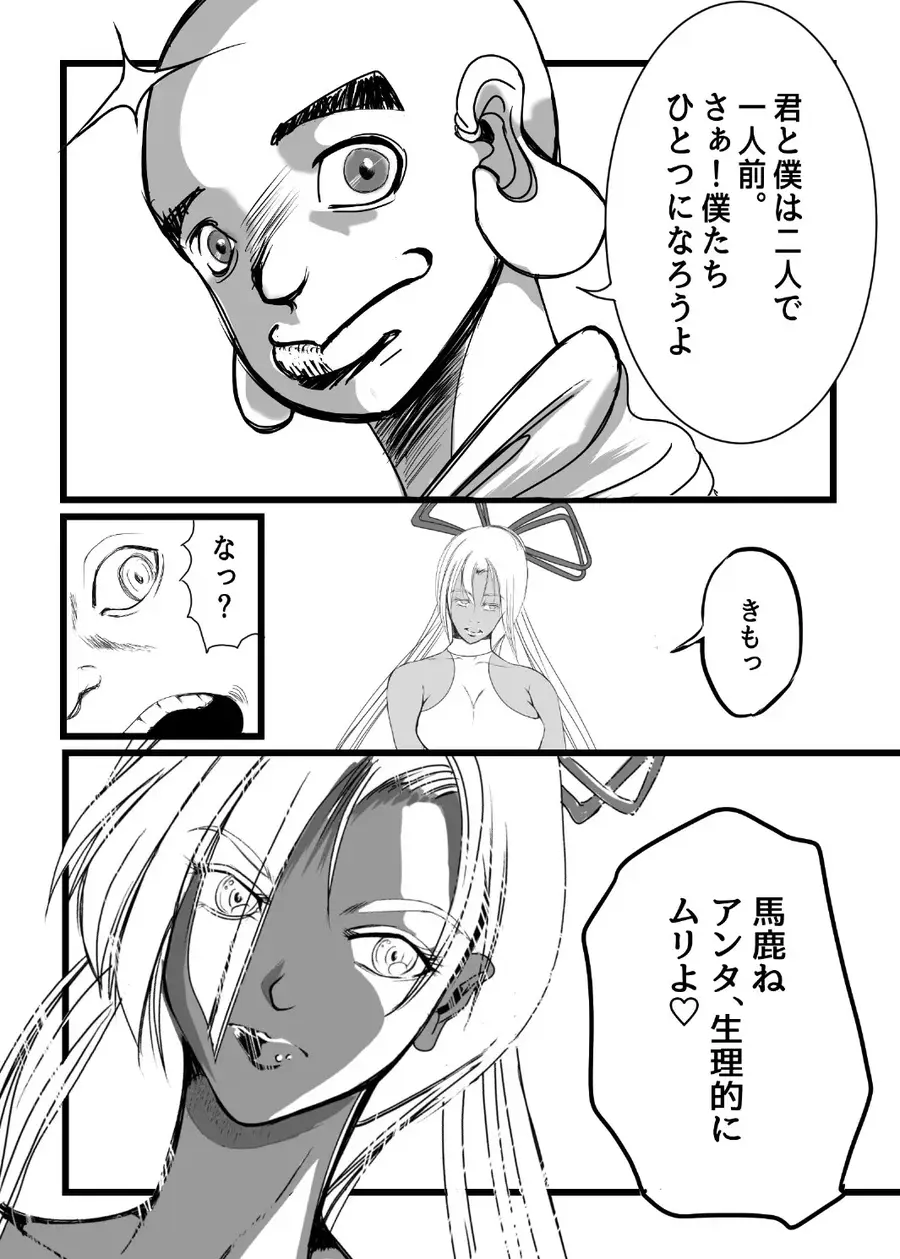 君と僕は二人で
一人前。
さぁ！僕たち
ひとつになろうよ
きもっ
なっ？
馬鹿ね
アンタ、生理的に
ムリよ♡